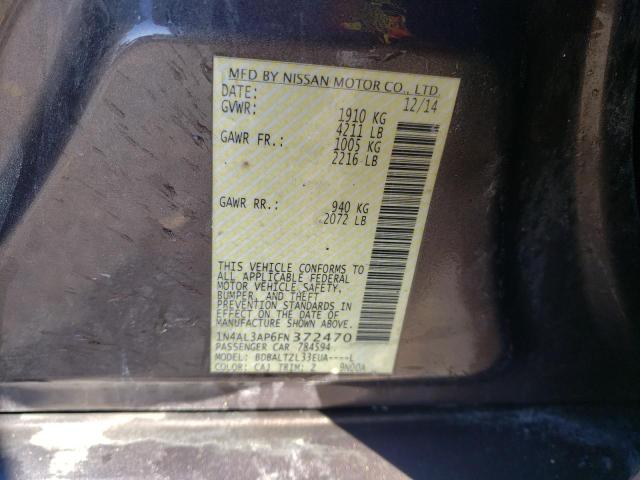 MFD BY NISSAN MOTOR CO., LTD.
DATE: 12/14
GVWR: 1910 KG
4211 LB
GAWR FR.: 1005 KG
2216 LB
GAWR RR.: 940 KG
2072 LB
THIS VEHICLE CONFORMS TO
ALL APPLICABLE FEDERAL
MOTOR VEHICLE SAFETY,
BUMPER, AND THEFT
PREVENTION STANDARDS IN
EFFECT ON THE DATE OF
MANUFACTURE SHOWN ABOVE.
1N4AL3AP6FN372470
PASSENGER CAR 784594
MODEL: BDBALTZL33EUA----L
COLOR: CAJ TRIM: Z 9N00A